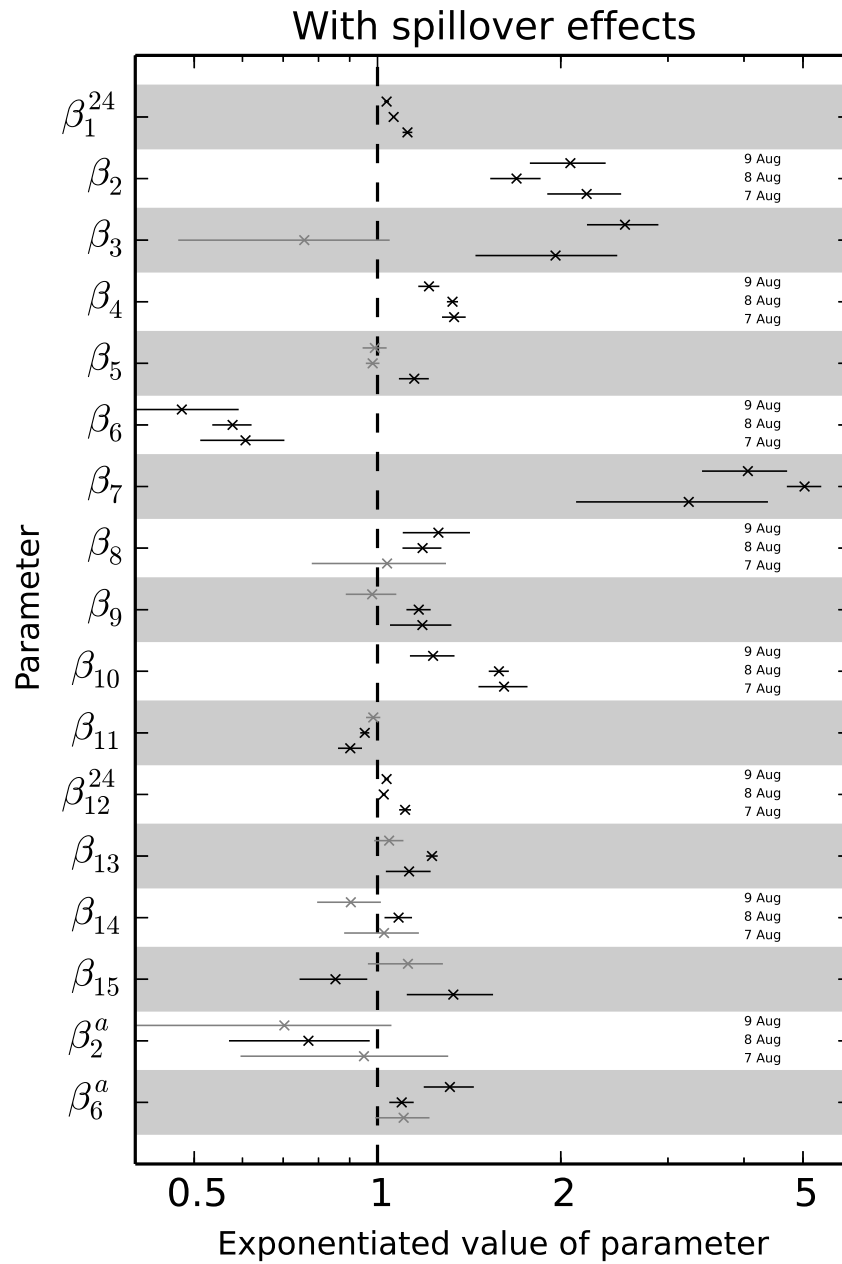 With spillover effects
β₁²⁴
β₂
9 Aug
8 Aug
7 Aug
β₃
β₄
9 Aug
8 Aug
7 Aug
β₅
β₆
9 Aug
8 Aug
7 Aug
β₇
β₈
9 Aug
8 Aug
7 Aug
β₉
β₁₀
9 Aug
8 Aug
7 Aug
β₁₁
β₁₂²⁴
9 Aug
8 Aug
7 Aug
β₁₃
β₁₄
9 Aug
8 Aug
7 Aug
β₁₅
β₂ᵃ
9 Aug
8 Aug
7 Aug
β₆ᵃ
Parameter
0.5 1 2 5
Exponentiated value of parameter